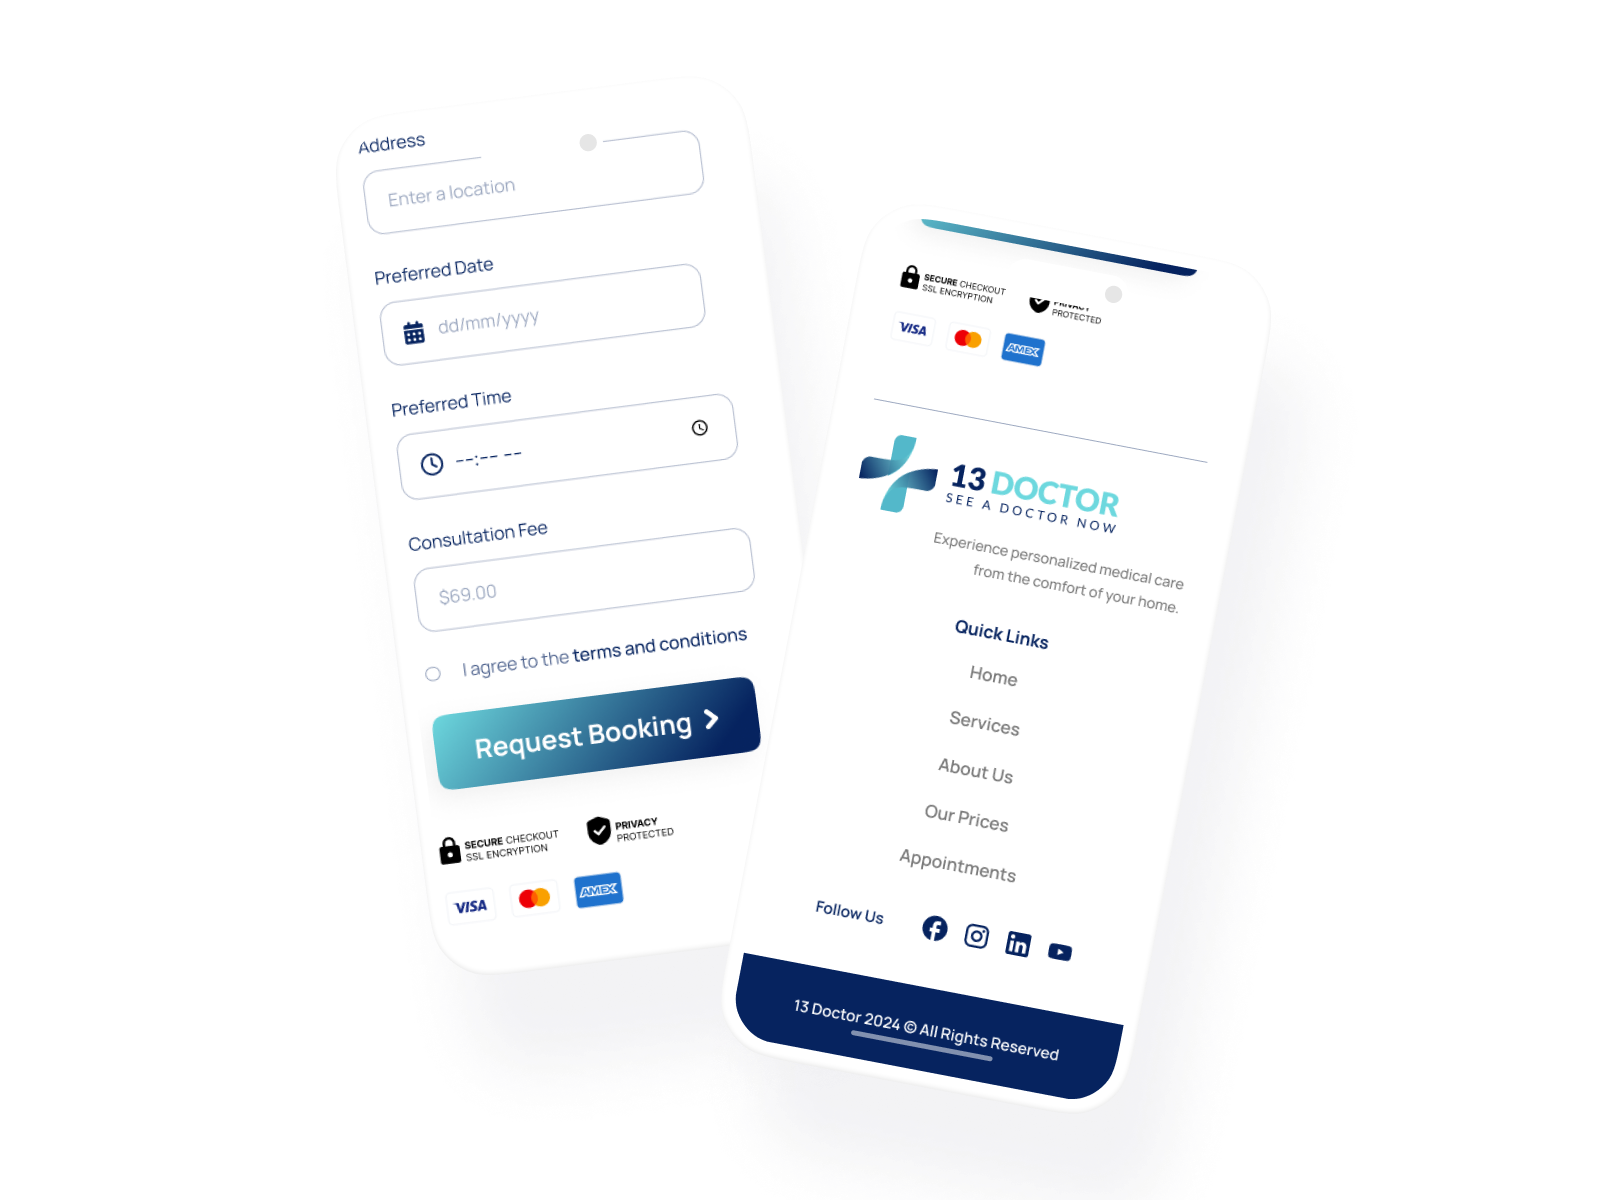 Address
Enter a location
Preferred Date
dd/mm/yyyy
Preferred Time
--:-- --
Consultation Fee
$69.00
I agree to the terms and conditions
Request Booking
SECURE CHECKOUT
SSL ENCRYPTION
PRIVACY
PROTECTED
VISA
AMEX
SECURE CHECKOUT
SSL ENCRYPTION
PRIVACY
PROTECTED
VISA
AMEX
13 DOCTOR
SEE A DOCTOR NOW
Experience personalized medical care
from the comfort of your home.
Quick Links
Home
Services
About Us
Our Prices
Appointments
Follow Us
in
13 Doctor 2024 © All Rights Reserved